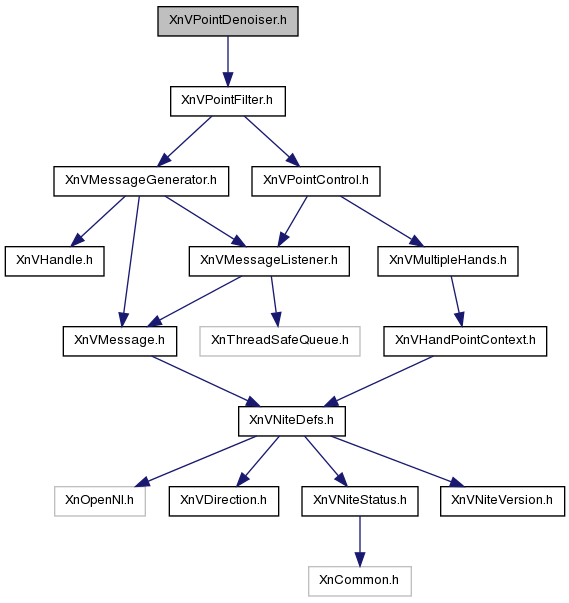 XnVPointDenoiser.h
XnVPointFilter.h
XnVMessageGenerator.h
XnVPointControl.h
XnVHandle.h
XnVMessageListener.h
XnVMultipleHands.h
XnVMessage.h
XnThreadSafeQueue.h
XnVHandPointContext.h
XnVNiteDefs.h
XnOpenNI.h
XnVDirection.h
XnVNiteStatus.h
XnVNiteVersion.h
XnCommon.h